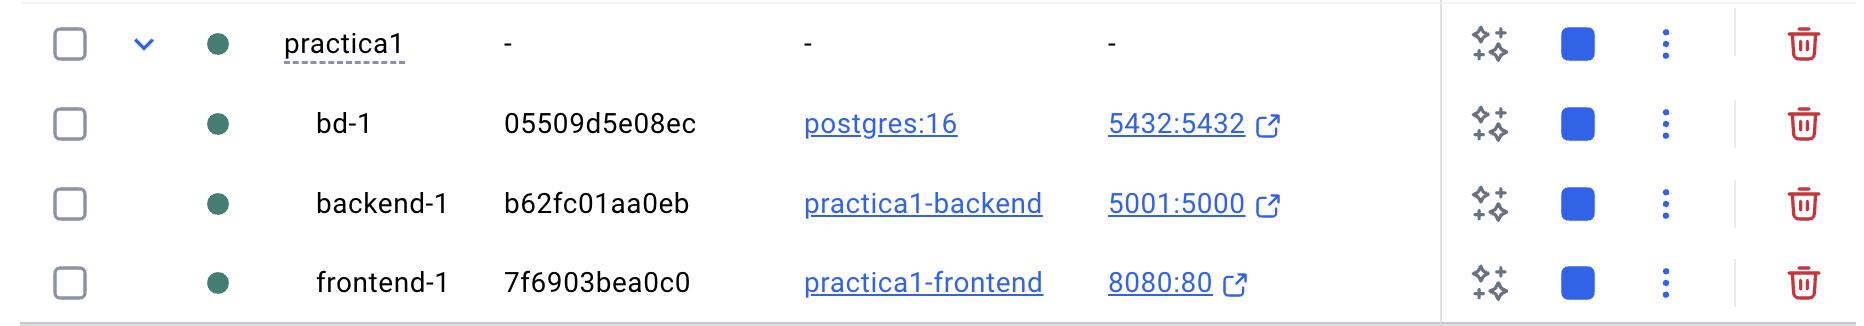 practica1 - - -
bd-1 05509d5e08ec postgres:16 5432:5432
backend-1 b62fc01aa0eb practica1-backend 5001:5000
frontend-1 7f6903bea0c0 practica1-frontend 8080:80